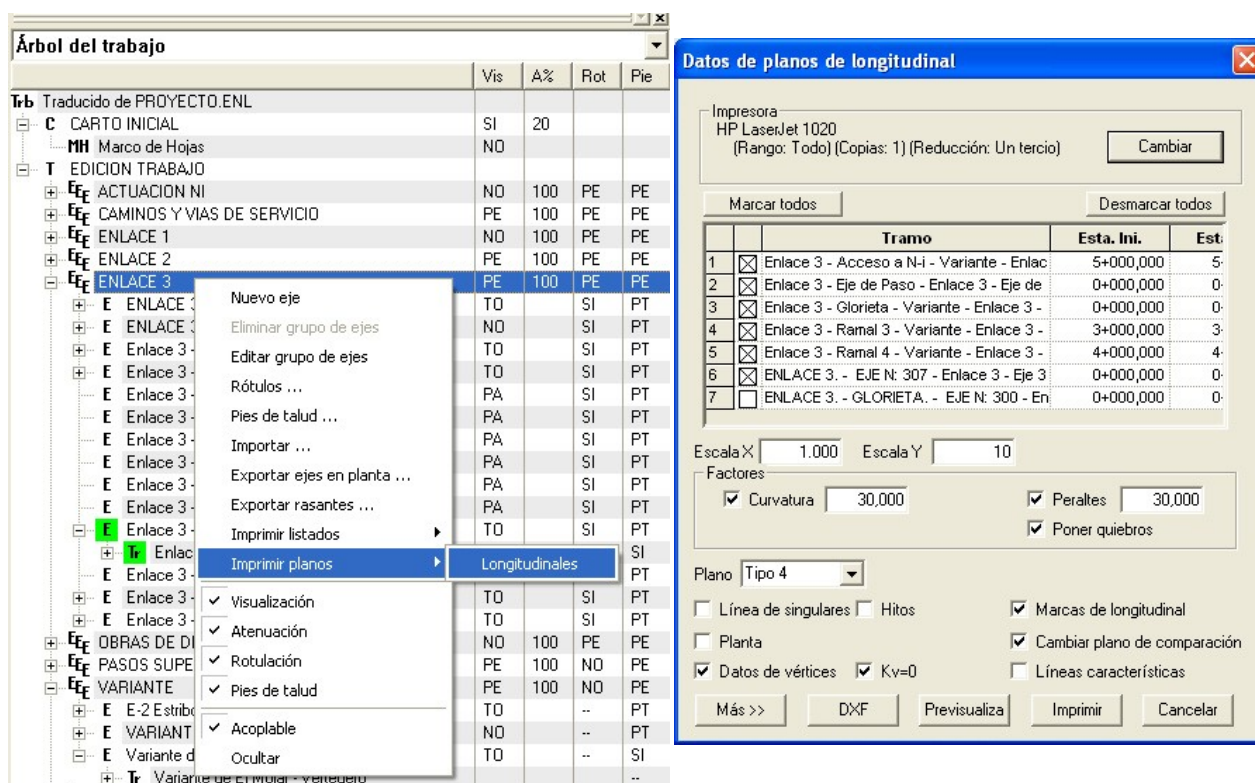 Árbol del trabajo
Vis A% Rot Pie
Trb Traducido de PROYECTO.ENL
C CARTO INICIAL SI 20
MH Marco de Hojas NO
T EDICION TRABAJO
EEE ACTUACION NI NO 100 PE PE
EEE CAMINOS Y VIAS DE SERVICIO PE 100 PE PE
EEE ENLACE 1 NO 100 PE PE
EEE ENLACE 2 PE 100 PE PE
EEE ENLACE 3 PE 100 PE PE
E ENLACE TO SI PT
E ENLACE NO SI PT
E Enlace 3 - TO SI PT
E Enlace 3 - TO SI PT
E Enlace 3 - PA SI PT
E Enlace 3 - PA SI PT
E Enlace 3 - PA SI PT
E Enlace 3 - PA SI PT
E Enlace 3 - PA SI PT
E Enlace 3 - PA SI PT
E Enlace 3 - TO SI PT
Tr Enlac SI
E Enlace 3 - PT
E Enlace 3 - TO SI PT
E Enlace 3 - TO SI PT
EEE OBRAS DE DI NO 100 PE PE
EEE PASOS SUPE PE 100 NO PE
EEE VARIANTE PE 100 NO PE
E E-2 Estribo TO -- PT
E VARIANT NO -- PT
E Variante d TO -- SI
Tr Variante de El Molar - Vertedero --
Nuevo eje
Eliminar grupo de ejes
Editar grupo de ejes
Rótulos ...
Pies de talud ...
Importar ...
Exportar ejes en planta ...
Exportar rasantes ...
Imprimir listados
Imprimir planos
Longitudinales
Visualización
Atenuación
Rotulación
Pies de talud
Acoplable
Ocultar
Datos de planos de longitudinal
Impresora
HP LaserJet 1020
(Rango: Todo) (Copias: 1) (Reducción: Un tercio)
Cambiar
Marcar todos Desmarcar todos
Tramo Esta. Ini. Est
1 Enlace 3 - Acceso a N-i - Variante - Enlac 5+000,000 5
2 Enlace 3 - Eje de Paso - Enlace 3 - Eje de 0+000,000 0
3 Enlace 3 - Glorieta - Variante - Enlace 3 - 0+000,000 0
4 Enlace 3 - Ramal 3 - Variante - Enlace 3 - 3+000,000 3
5 Enlace 3 - Ramal 4 - Variante - Enlace 3 - 4+000,000 4
6 ENLACE 3. - EJE N: 307 - Enlace 3 - Eje 3 0+000,000 0
7 ENLACE 3. - GLORIETA. - EJE N: 300 - En 0+000,000 0
Escala X 1.000 Escala Y 10
Factores
Curvatura 30,000 Peraltes 30,000
Poner quiebros
Plano Tipo 4
Línea de singulares Hitos Marcas de longitudinal
Planta Cambiar plano de comparación
Datos de vértices Kv=0 Líneas características
Más >> DXF Previsualiza Imprimir Cancelar